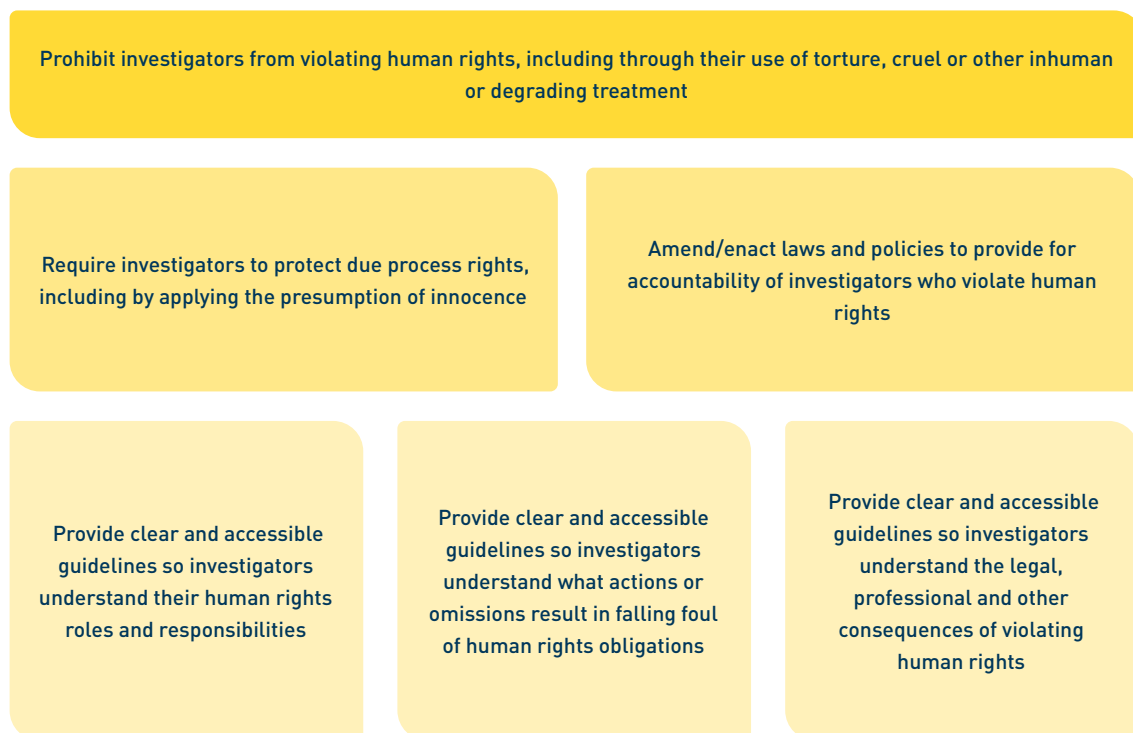 Prohibit investigators from violating human rights, including through their use of torture, cruel or other inhuman
or degrading treatment
Require investigators to protect due process rights,
including by applying the presumption of innocence
Amend/enact laws and policies to provide for
accountability of investigators who violate human
rights
Provide clear and accessible
guidelines so investigators
understand their human rights
roles and responsibilities
Provide clear and accessible
guidelines so investigators
understand what actions or
omissions result in falling foul
of human rights obligations
Provide clear and accessible
guidelines so investigators
understand the legal,
professional and other
consequences of violating
human rights